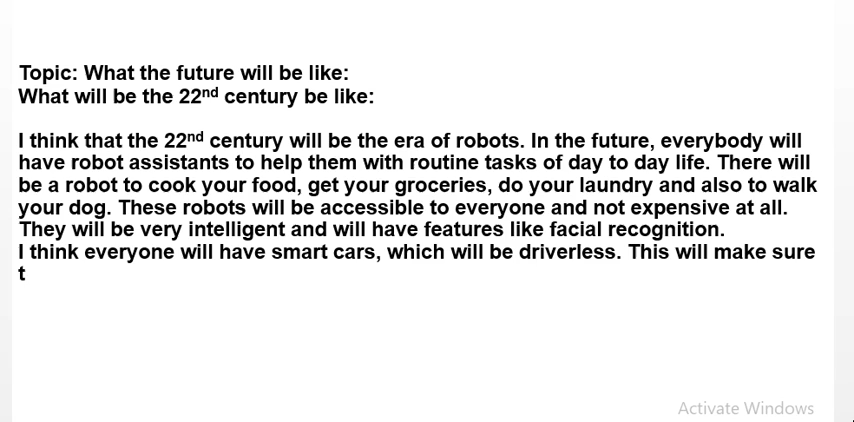 Topic: What the future will be like:
What will be the 22nd century be like:
I think that the 22nd century will be the era of robots. In the future, everybody will
have robot assistants to help them with routine tasks of day to day life. There will
be a robot to cook your food, get your groceries, do your laundry and also to walk
your dog. These robots will be accessible to everyone and not expensive at all.
They will be very intelligent and will have features like facial recognition.
I think everyone will have smart cars, which will be driverless. This will make sure
t
Activate Windows